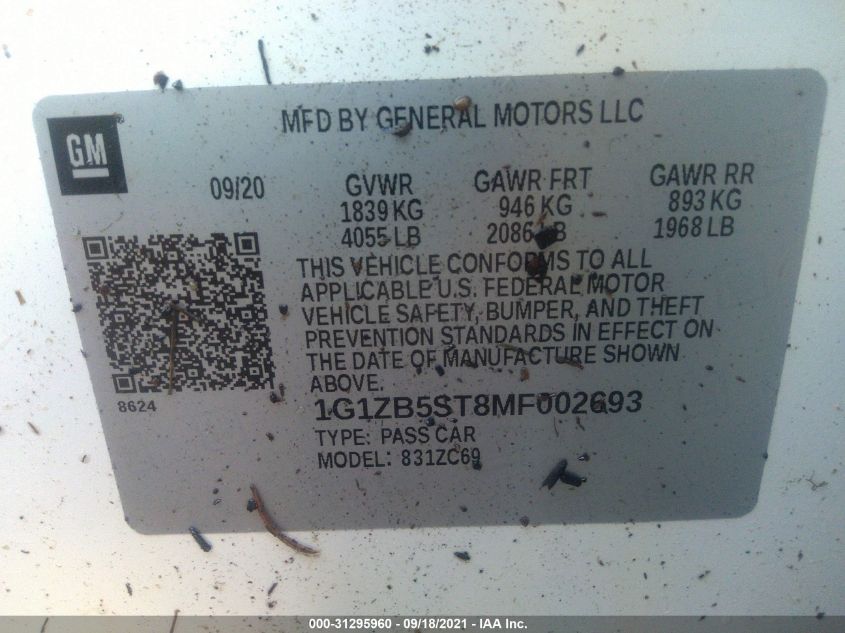 MFD BY GENERAL MOTORS LLC
GM
09/20 GVWR GAWR FRT GAWR RR
1839 KG 946 KG 893 KG
4055 LB 2086 LB 1968 LB
THIS VEHICLE CONFORMS TO ALL
APPLICABLE U.S. FEDERAL MOTOR
VEHICLE SAFETY, BUMPER, AND THEFT
PREVENTION STANDARDS IN EFFECT ON
THE DATE OF MANUFACTURE SHOWN
ABOVE.
8624
1G1ZB5ST8MF002693
TYPE: PASS CAR
MODEL: 831ZC69
000-31295960 - 09/18/2021 - IAA Inc.